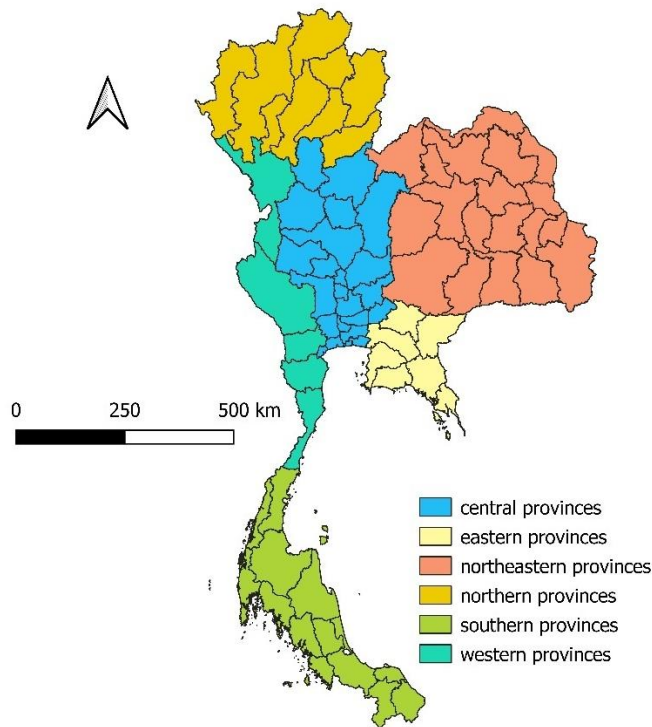 0 250 500 km
central provinces
eastern provinces
northeastern provinces
northern provinces
southern provinces
western provinces